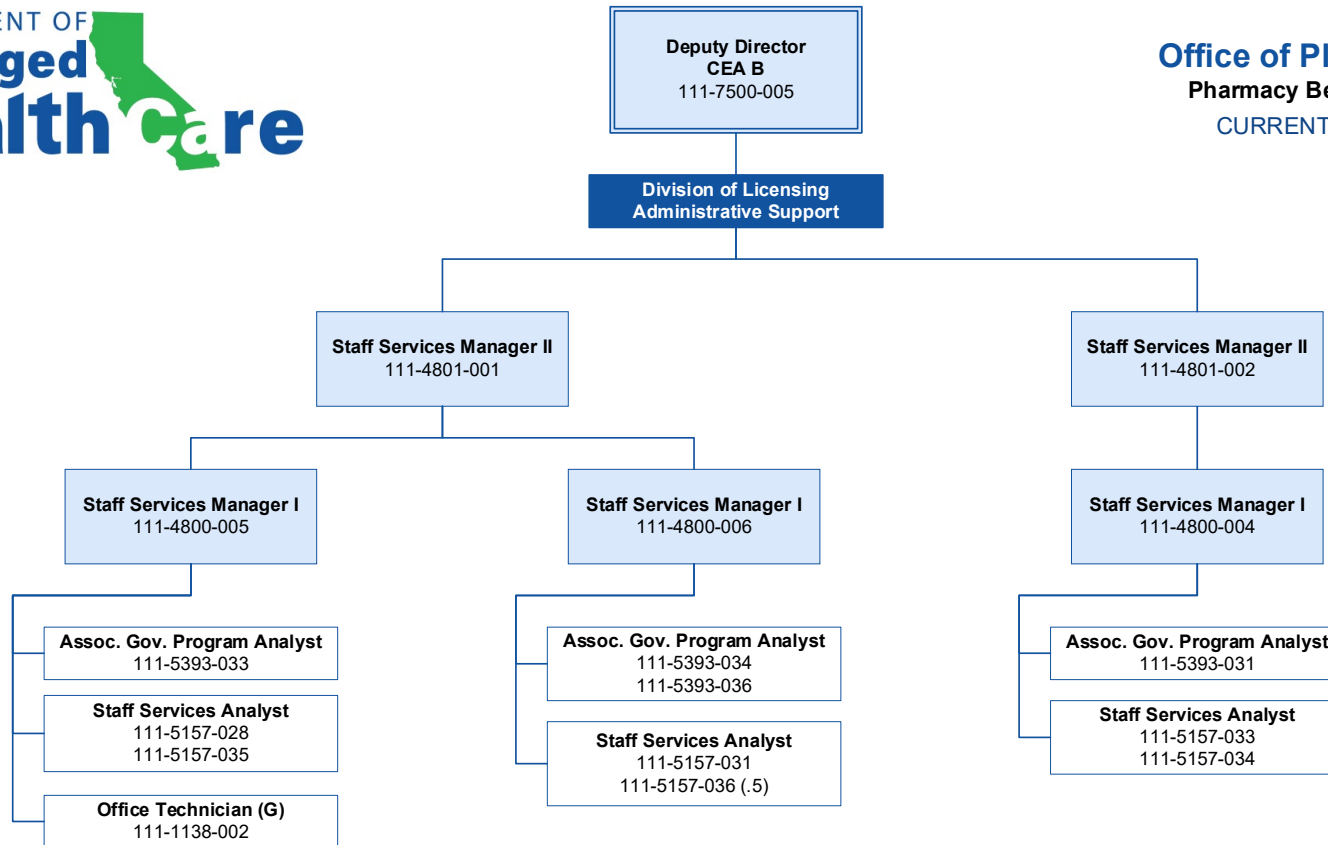 ENT OF
ged
alth Care
Office of P
Pharmacy Be
CURRENT
Deputy Director
CEA B
111-7500-005
Division of Licensing
Administrative Support
Staff Services Manager II
111-4801-001
Staff Services Manager II
111-4801-002
Staff Services Manager I
111-4800-005
Staff Services Manager I
111-4800-006
Staff Services Manager I
111-4800-004
Assoc. Gov. Program Analyst
111-5393-033
Staff Services Analyst
111-5157-028
111-5157-035
Office Technician (G)
111-1138-002
Assoc. Gov. Program Analyst
111-5393-034
111-5393-036
Staff Services Analyst
111-5157-031
111-5157-036 (.5)
Assoc. Gov. Program Analyst
111-5393-031
Staff Services Analyst
111-5157-033
111-5157-034